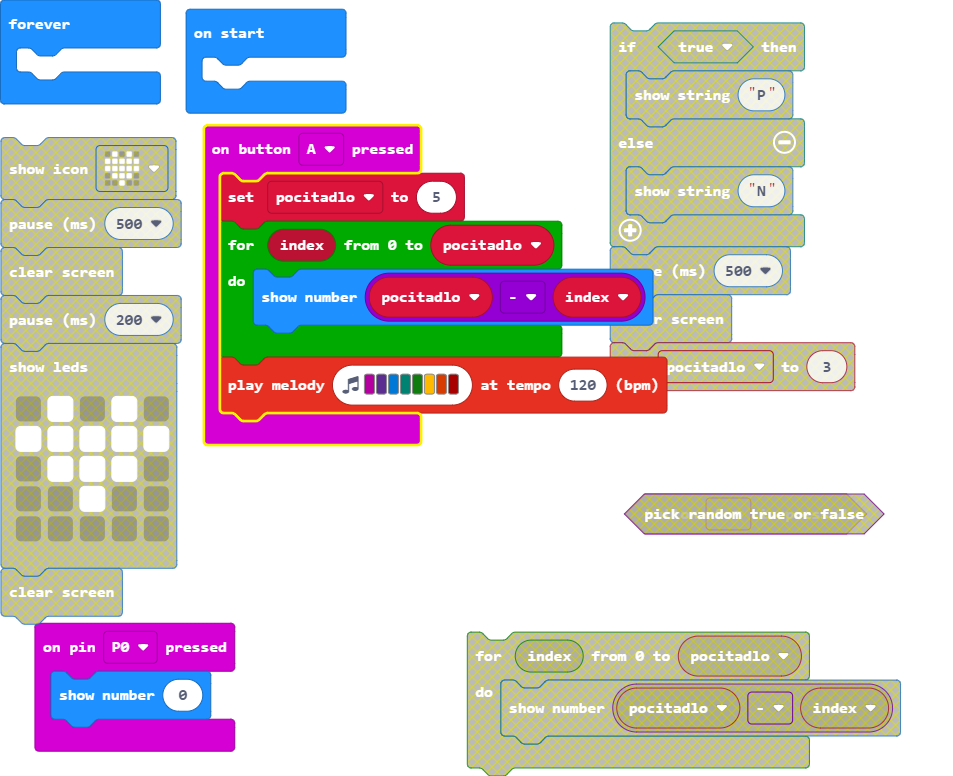 forever
on start
show icon
pause (ms) 500
clear screen
pause (ms) 200
show leds
clear screen
on button A pressed
set pocitadlo to 5
for index from 0 to pocitadlo
do
show number pocitadlo - index
play melody at tempo 120 (bpm)
if true then
show string "P"
else
show string "N"
e (ms) 500
r screen
pocitadlo to 3
pick random true or false
on pin P0 pressed
show number 0
for index from 0 to pocitadlo
do
show number pocitadlo - index